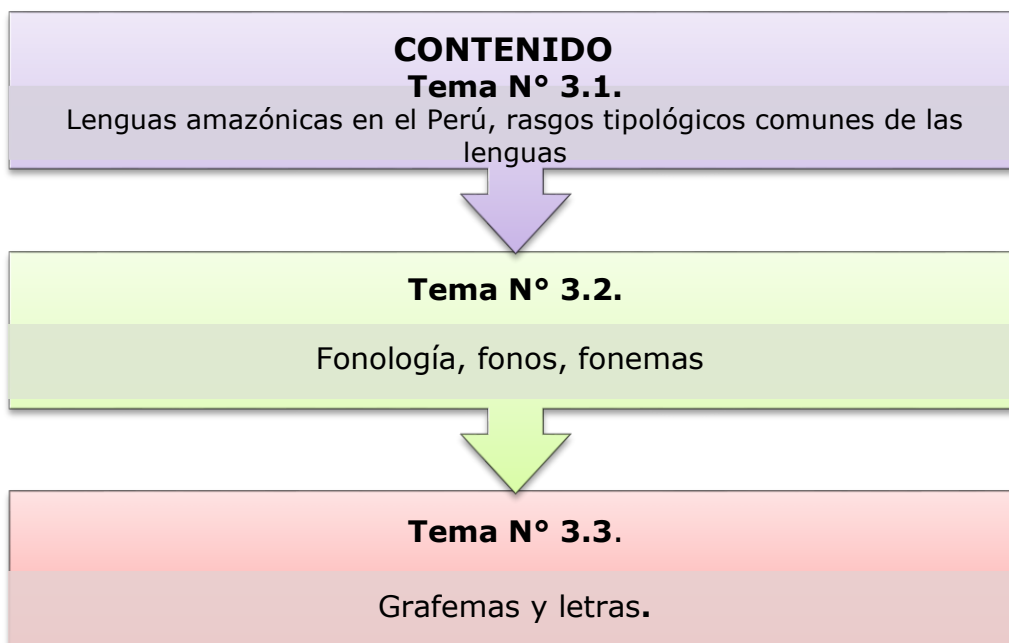 CONTENIDO
Tema N° 3.1.
Lenguas amazónicas en el Perú, rasgos tipológicos comunes de las
lenguas
Tema N° 3.2.
Fonología, fonos, fonemas
Tema N° 3.3.
Grafemas y letras.